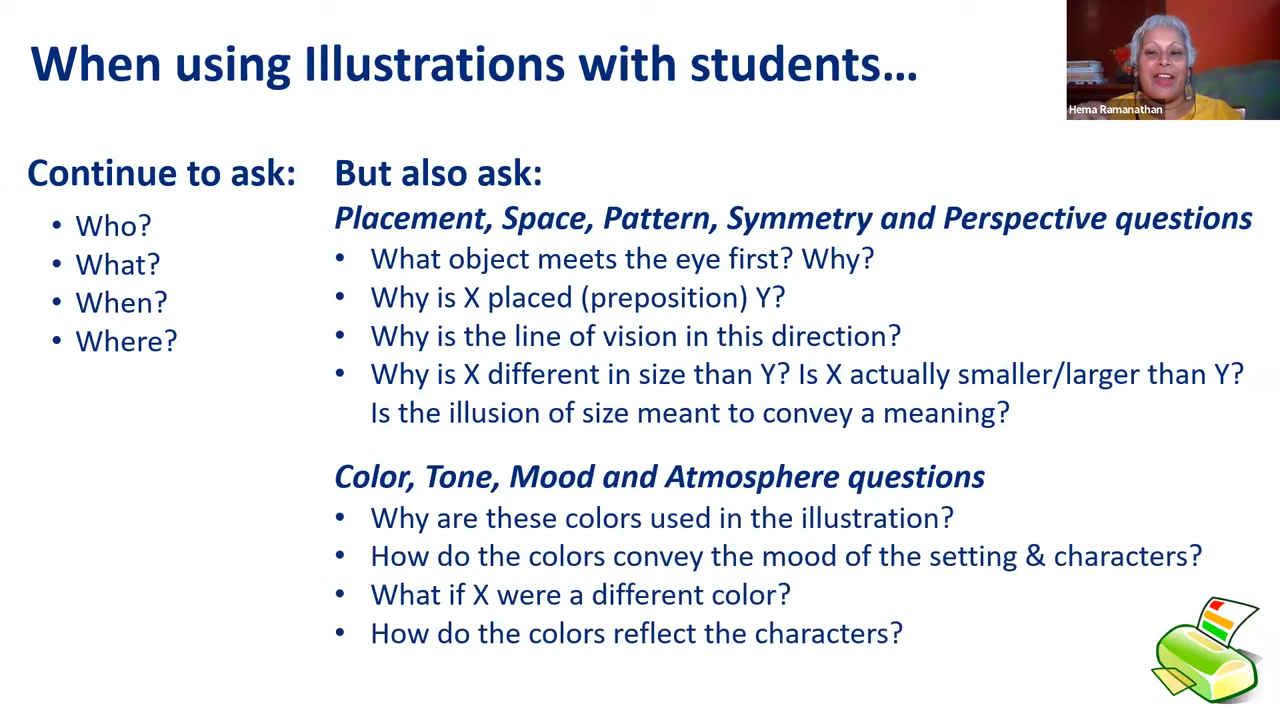 When using Illustrations with students…
Hema Ramanathan
Continue to ask:
• Who?
• What?
• When?
• Where?
But also ask:
Placement, Space, Pattern, Symmetry and Perspective questions
• What object meets the eye first? Why?
• Why is X placed (preposition) Y?
• Why is the line of vision in this direction?
• Why is X different in size than Y? Is X actually smaller/larger than Y?
Is the illusion of size meant to convey a meaning?
Color, Tone, Mood and Atmosphere questions
• Why are these colors used in the illustration?
• How do the colors convey the mood of the setting & characters?
• What if X were a different color?
• How do the colors reflect the characters?